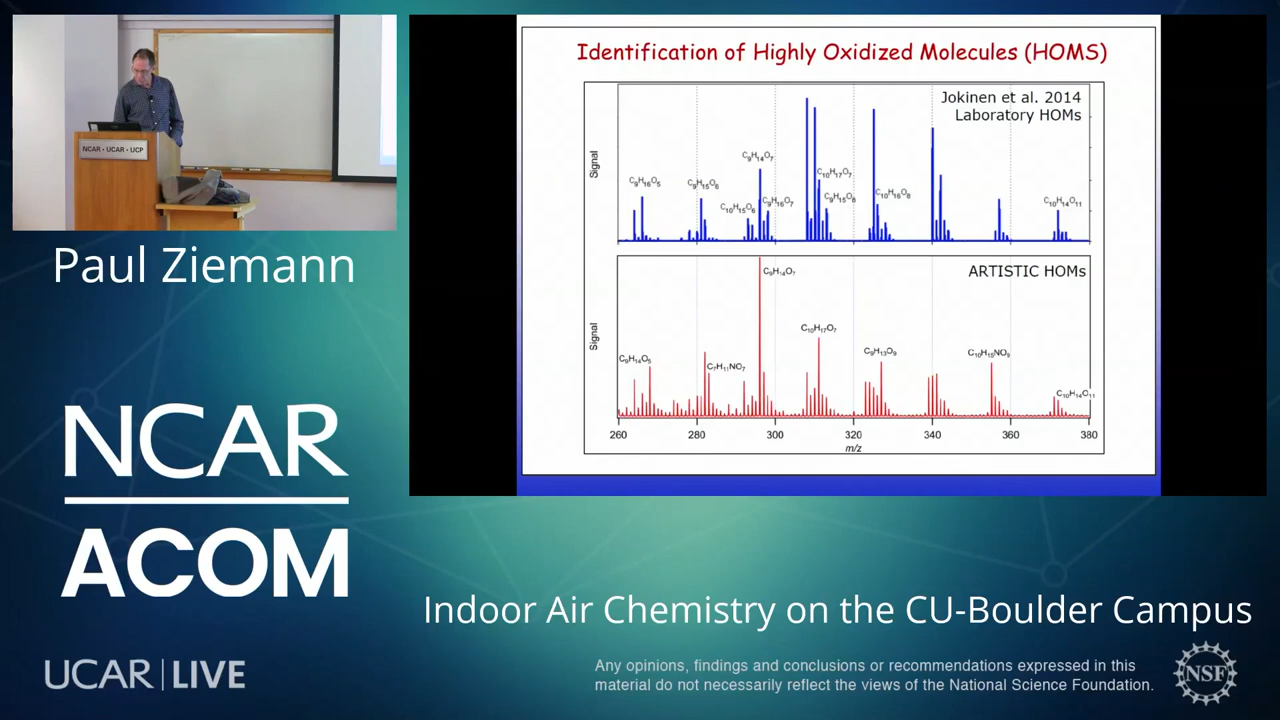 NCAR • UCAR • UCP
Paul Ziemann
NCAR
ACOM
UCAR | LIVE
Identification of Highly Oxidized Molecules (HOMS)
Jokinen et al. 2014
Laboratory HOMs
Signal
C₉H₁₆O₅
C₉H₁₅O₆
C₁₀H₁₅O₆
C₉H₁₄O₇
C₉H₁₆O₇
C₁₀H₁₇O₇
C₉H₁₅O₈
C₁₀H₁₆O₈
C₁₀H₁₄O₁₁
ARTISTIC HOMs
Signal
C₉H₁₄O₅
C₇H₁₁NO₇
C₉H₁₄O₇
C₁₀H₁₇O₇
C₉H₁₃O₉
C₁₀H₁₅NO₉
C₁₀H₁₄O₁₁
260 280 300 320 340 360 380
m/z
Indoor Air Chemistry on the CU-Boulder Campus
Any opinions, findings and conclusions or recommendations expressed in this
material do not necessarily reflect the views of the National Science Foundation.
NSF